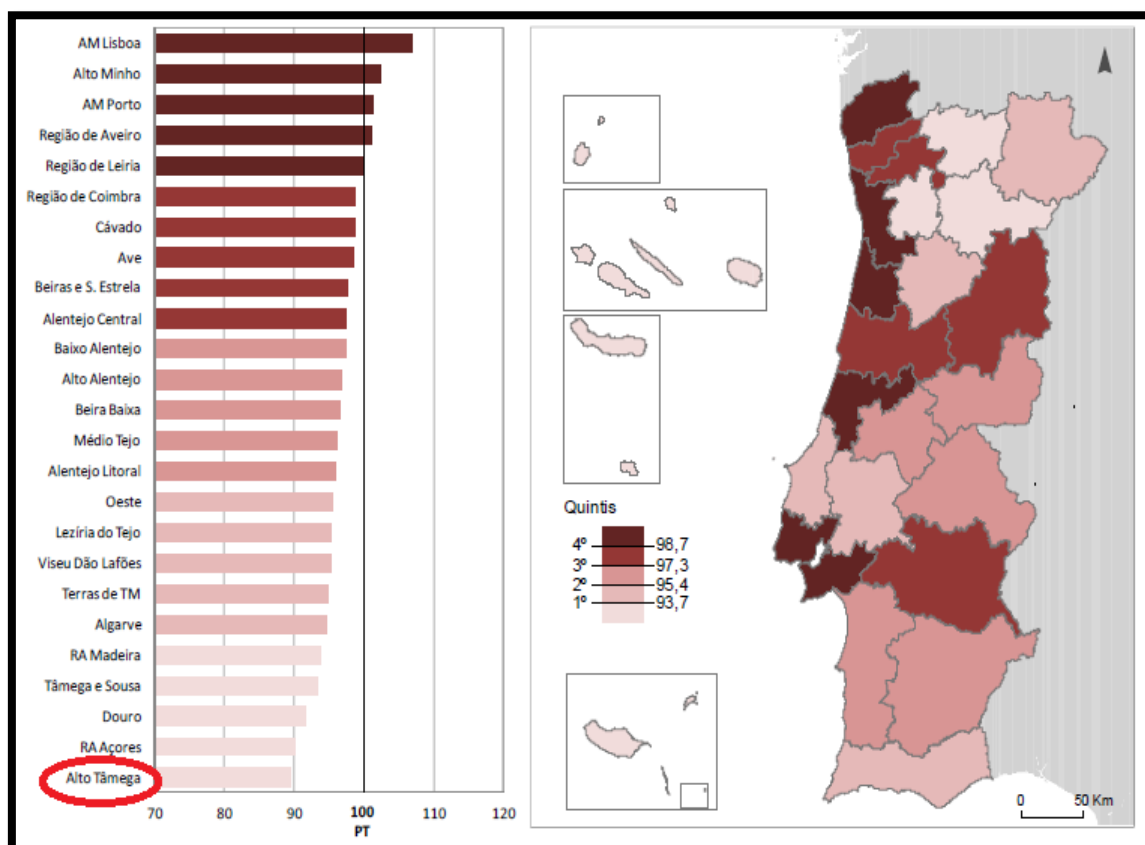 AM Lisboa
Alto Minho
AM Porto
Região de Aveiro
Região de Leiria
Região de Coimbra
Cávado
Ave
Beiras e S. Estrela
Alentejo Central
Baixo Alentejo
Alto Alentejo
Beira Baixa
Médio Tejo
Alentejo Litoral
Oeste
Lezíria do Tejo
Viseu Dão Lafões
Terras de TM
Algarve
RA Madeira
Tâmega e Sousa
Douro
RA Açores
Alto Tâmega
70 80 90 100 110 120
PT
Quintis
4º 98,7
3º 97,3
2º 95,4
1º 93,7
0 50 Km